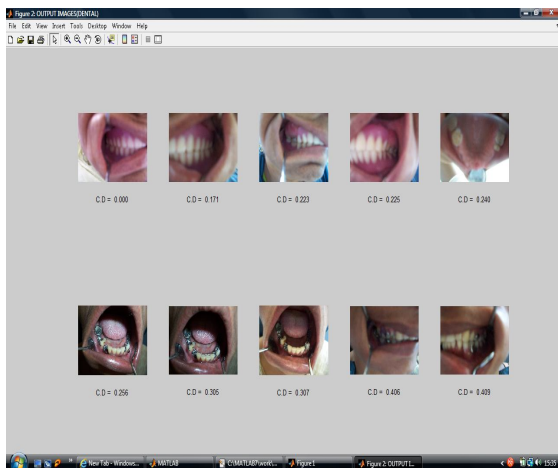 Figure 2: OUTPUT IMAGES(DENTAL)
File Edit View Insert Tools Desktop Window Help
C.D = 0.000 C.D = 0.171 C.D = 0.223 C.D = 0.225 C.D = 0.240
C.D = 0.256 C.D = 0.305 C.D = 0.307 C.D = 0.406 C.D = 0.409
New Tab - Windows... MATLAB C:\MATLAB7\work\... Figure 1 Figure 2: OUTPUT I... 15:35